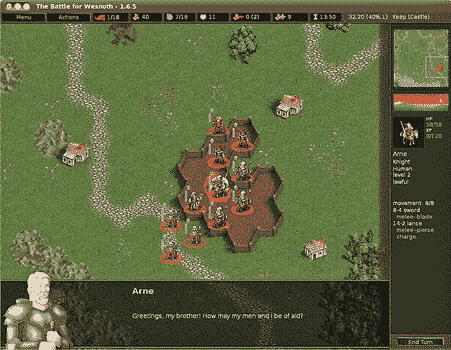 The Battle for Wesnoth - 1.6.5
Menu Actions 1/18 40 7/16 11 0 (2) 9 13:50 32,20 (40%,1) Keep (Castle)
HP
58/58
XP
0/120
Arne
Knight
Human
level 2
lawful
movement: 8/8
8-4 sword
melee–blade
14-2 lance
melee–pierce
charge
Arne
Greetings, my brother! How may my men and I be of aid?
End Turn